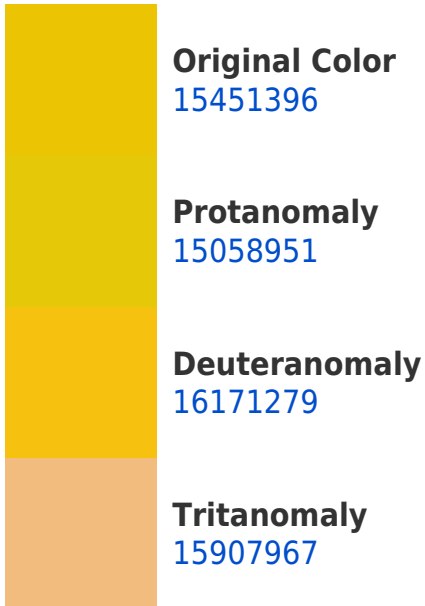 Original Color
15451396
Protanomaly
15058951
Deuteranomaly
16171279
Tritanomaly
15907967